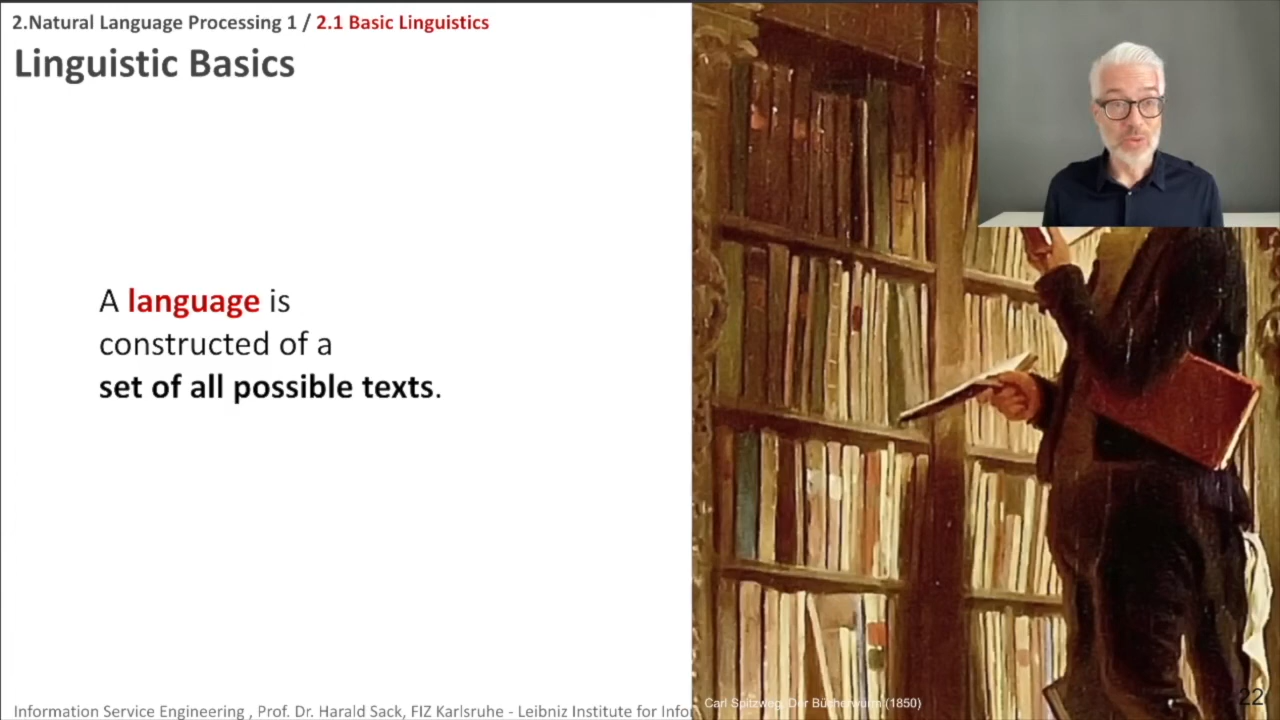 2.Natural Language Processing 1 / 2.1 Basic Linguistics
Linguistic Basics
A language is
constructed of a
set of all possible texts.
Information Service Engineering , Prof. Dr. Harald Sack, FIZ Karlsruhe - Leibniz Institute for Info
Carl Spitzweg, Der Bücherwurm (1850)
22